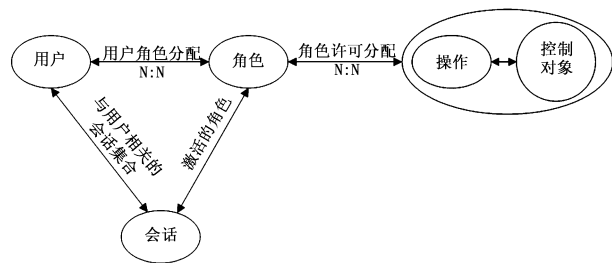 用户
用户角色分配
N:N
角色
角色许可分配
N:N
操作
控制
对象
与用户相关的
会话集合
激活的角色
会话